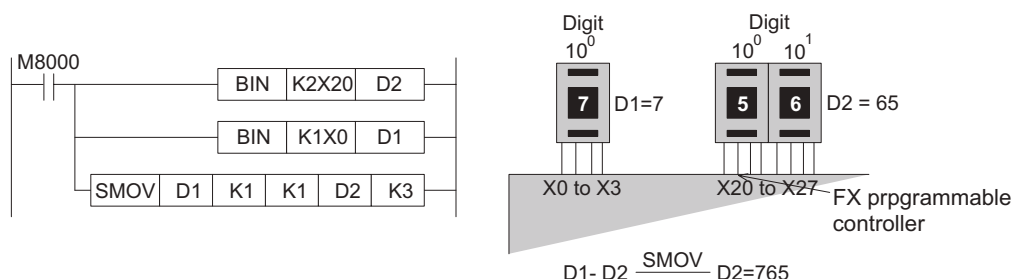 M8000
BIN K2X20 D2
BIN K1X0 D1
SMOV D1 K1 K1 D2 K3
Digit
10⁰
7
D1=7
X0 to X3
Digit
10⁰ 10¹
5 6
D2 = 65
X20 to X27
FX prpgrammable
controller
D1- D2 SMOV D2=765